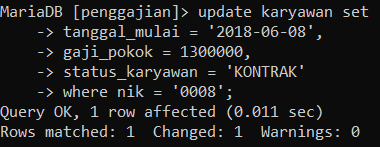 MariaDB [penggajian]> update karyawan set
    -> tanggal_mulai = '2018-06-08',
    -> gaji_pokok = 1300000,
    -> status_karyawan = 'KONTRAK'
    -> where nik = '0008';
Query OK, 1 row affected (0.011 sec)
Rows matched: 1  Changed: 1  Warnings: 0